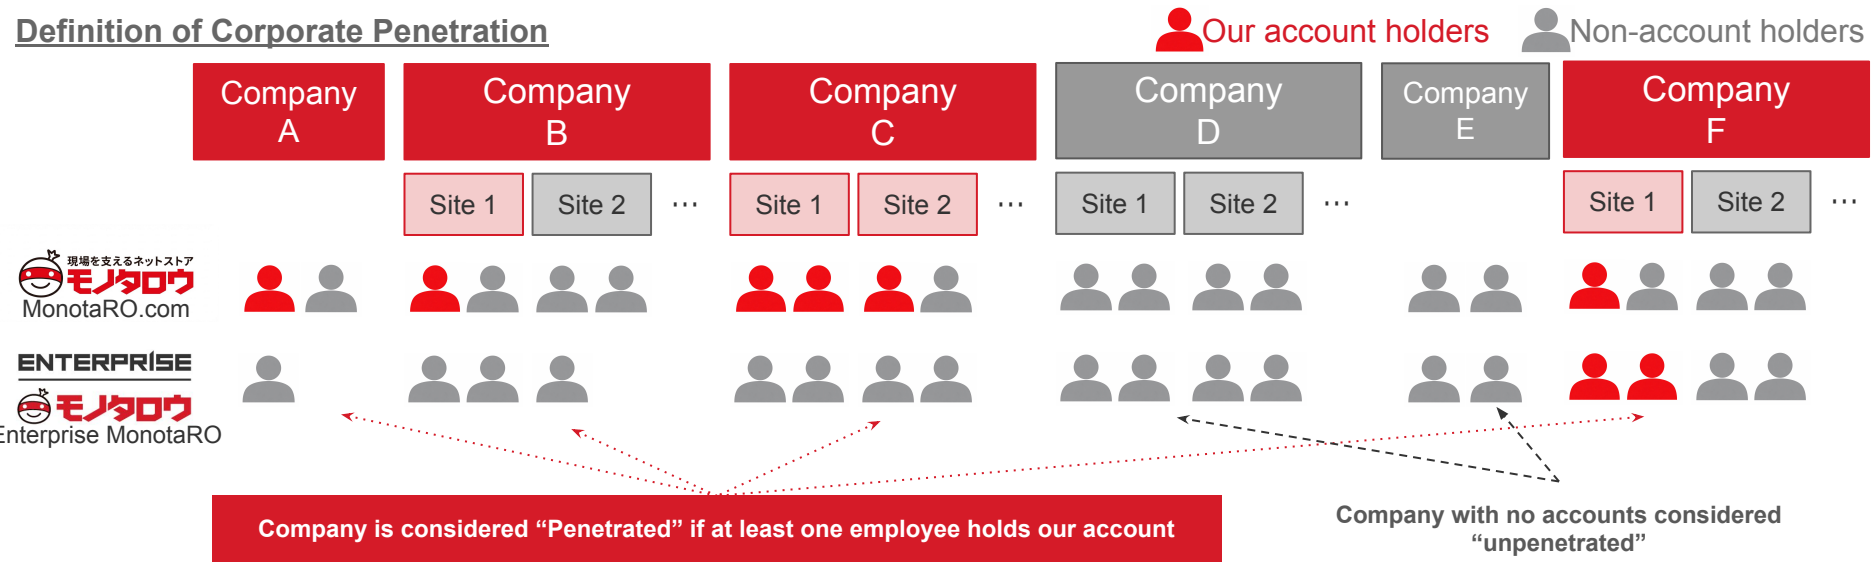 Definition of Corporate Penetration
Our account holders
Non-account holders
Company
A
Company
B
Company
C
Company
D
Company
E
Company
F
Site 1
Site 2
…
Site 1
Site 2
…
Site 1
Site 2
…
Site 1
Site 2
…
現場を支えるネットストア
モノタロウ
MonotaRO.com
ENTERPRISE
モノタロウ
Enterprise MonotaRO
Company is considered “Penetrated” if at least one employee holds our account
Company with no accounts considered
“unpenetrated”